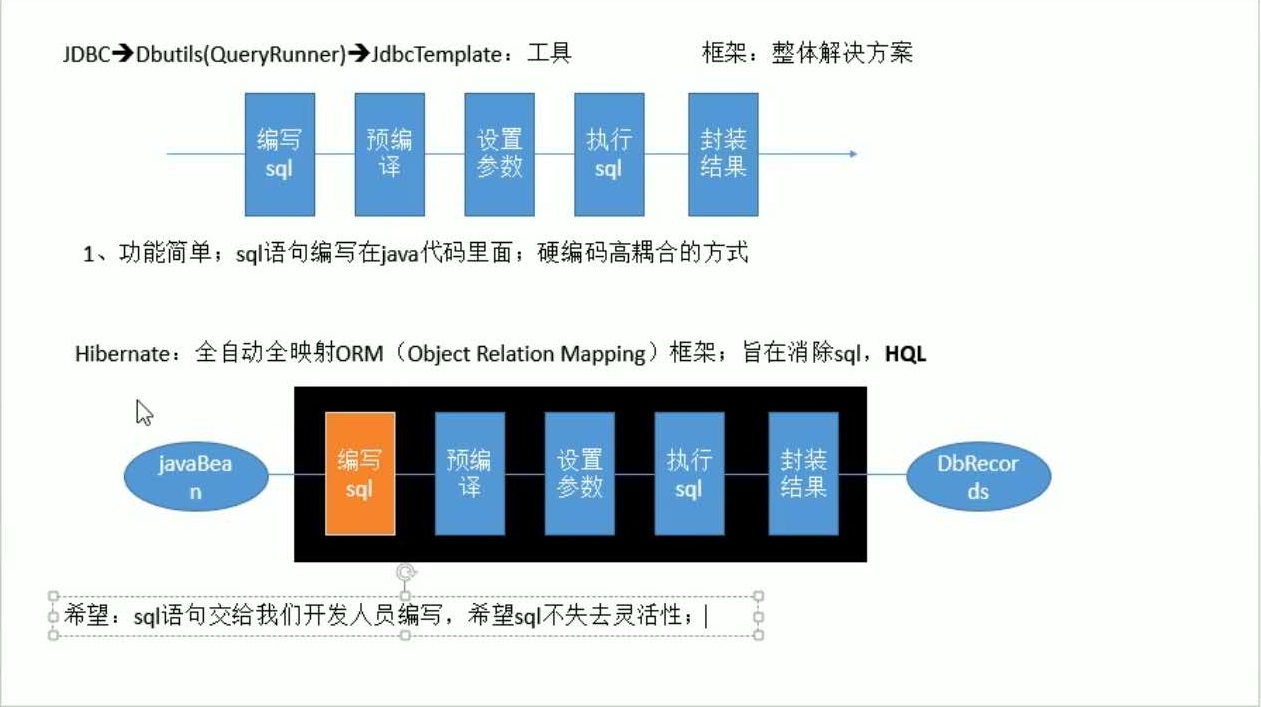 JDBC→Dbutils(QueryRunner)→JdbcTemplate：工具
框架：整体解决方案
编写
sql
预编
译
设置
参数
执行
sql
封装
结果
1、功能简单；sql语句编写在java代码里面；硬编码高耦合的方式
Hibernate：全自动全映射ORM（Object Relation Mapping）框架；旨在消除sql，HQL
javaBea
n
编写
sql
预编
译
设置
参数
执行
sql
封装
结果
DbRecor
ds
希望：sql语句交给我们开发人员编写，希望sql不失去灵活性；